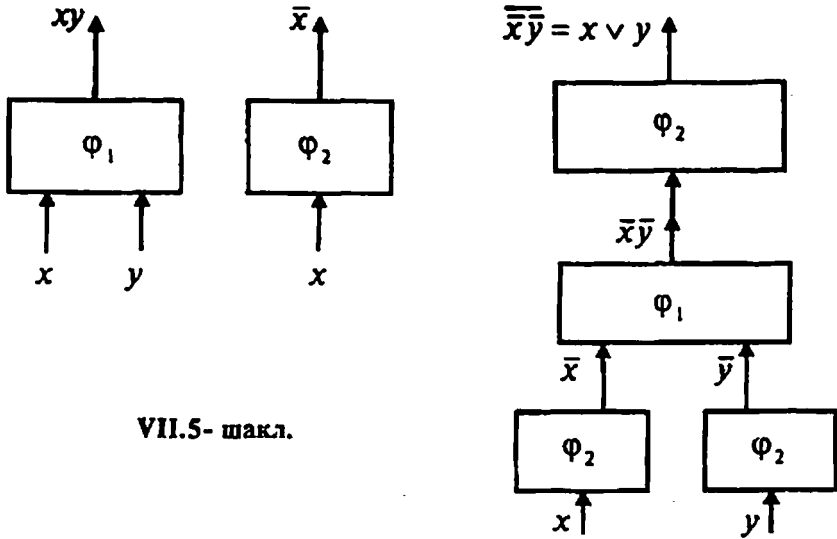 xy x̄
φ₁ φ₂
x y x
VII.5- шакл.
x̿̄ȳ̿ = x ∨ y
φ₂
x̄ȳ
φ₁
x̄ ȳ
φ₂ φ₂
x y